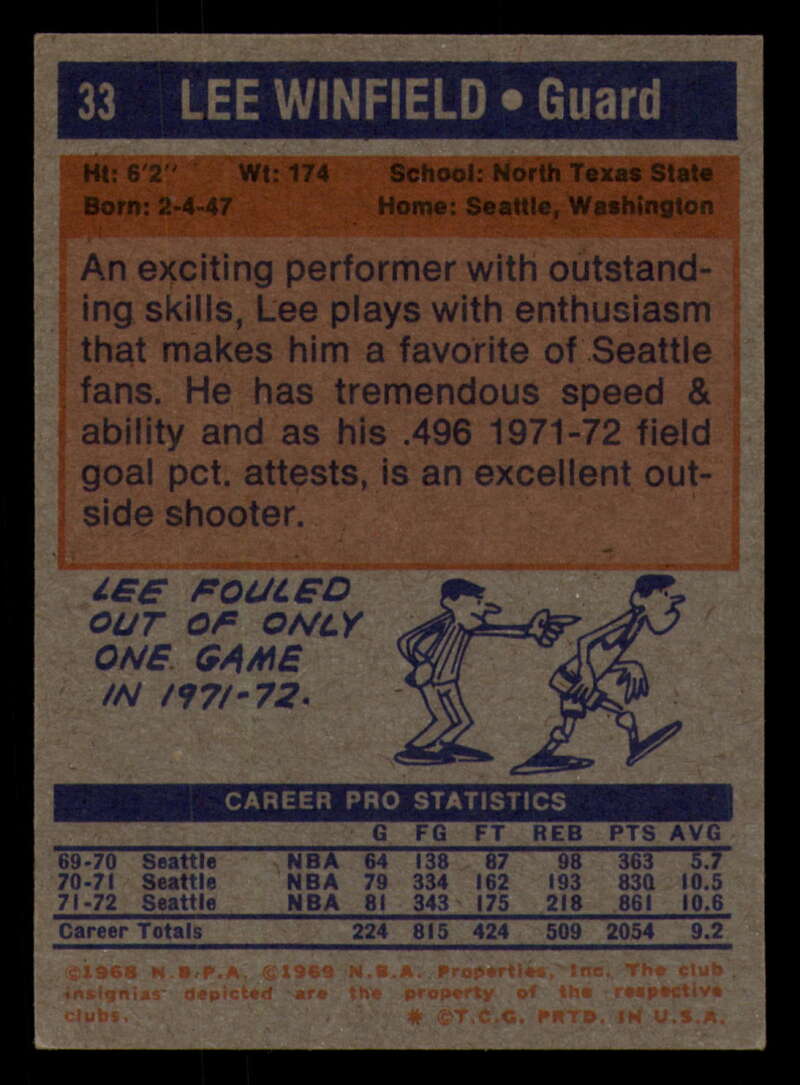 33 LEE WINFIELD • Guard
Ht: 6'2" Wt: 174 School: North Texas State
Born: 2-4-47 Home: Seattle, Washington
An exciting performer with outstand-
ing skills, Lee plays with enthusiasm
that makes him a favorite of Seattle
fans. He has tremendous speed &
ability and as his .496 1971-72 field
goal pct. attests, is an excellent out-
side shooter.
LEE FOULED
OUT OF ONLY
ONE GAME
IN 1971-72.
CAREER PRO STATISTICS
G FG FT REB PTS AVG
69-70 Seattle NBA 64 138 87 98 363 5.7
70-71 Seattle NBA 79 334 162 193 830 10.5
71-72 Seattle NBA 81 343 175 218 861 10.6
Career Totals 224 815 424 509 2054 9.2
©1968 N.B.P.A. ©1969 N.B.A. Properties, Inc. The club
insignias depicted are the property of the respective
clubs. * ©T.C.G. PRTD. IN U.S.A.